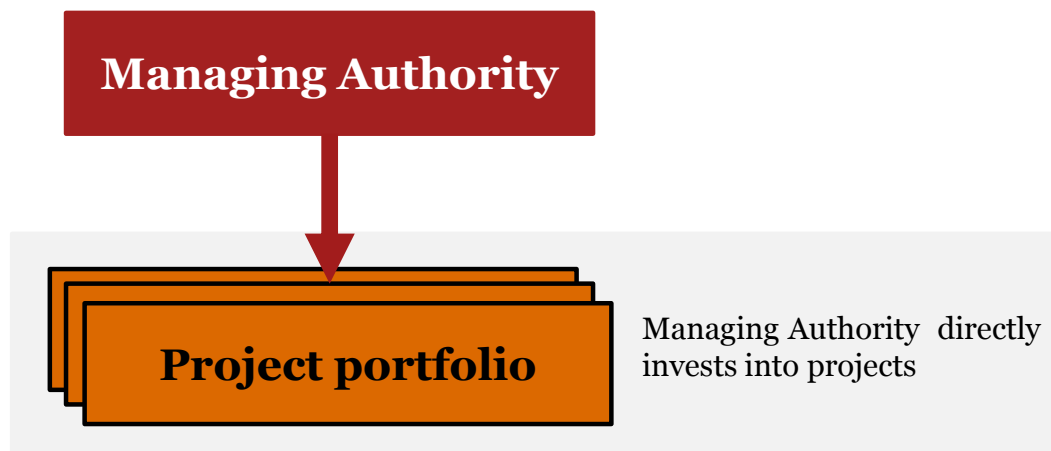 Managing Authority
Project portfolio
Managing Authority directly
invests into projects